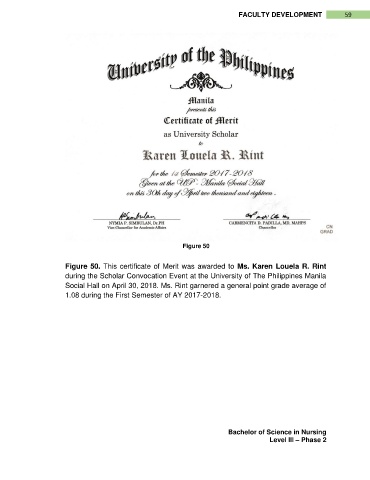 FACULTY DEVELOPMENT 59
University of the Philippines
Manila
presents this
Certificate of Merit
as University Scholar
to
Karen Louela R. Rint
for the 1st Semester 2017-2018
Given at the UP - Manila Social Hall
on this 30th day of April two thousand and eighteen .
NYMIA P. SIMBULAN, Dr.PH CARMENCITA D. PADILLA, MD, MAHPS
Vice Chancellor for Academic Affairs Chancellor
GRAD
Figure 50
Figure 50. This certificate of Merit was awarded to Ms. Karen Louela R. Rint
during the Scholar Convocation Event at the University of The Philippines Manila
Social Hall on April 30, 2018. Ms. Rint garnered a general point grade average of
1.08 during the First Semester of AY 2017-2018.
Bachelor of Science in Nursing
Level III – Phase 2